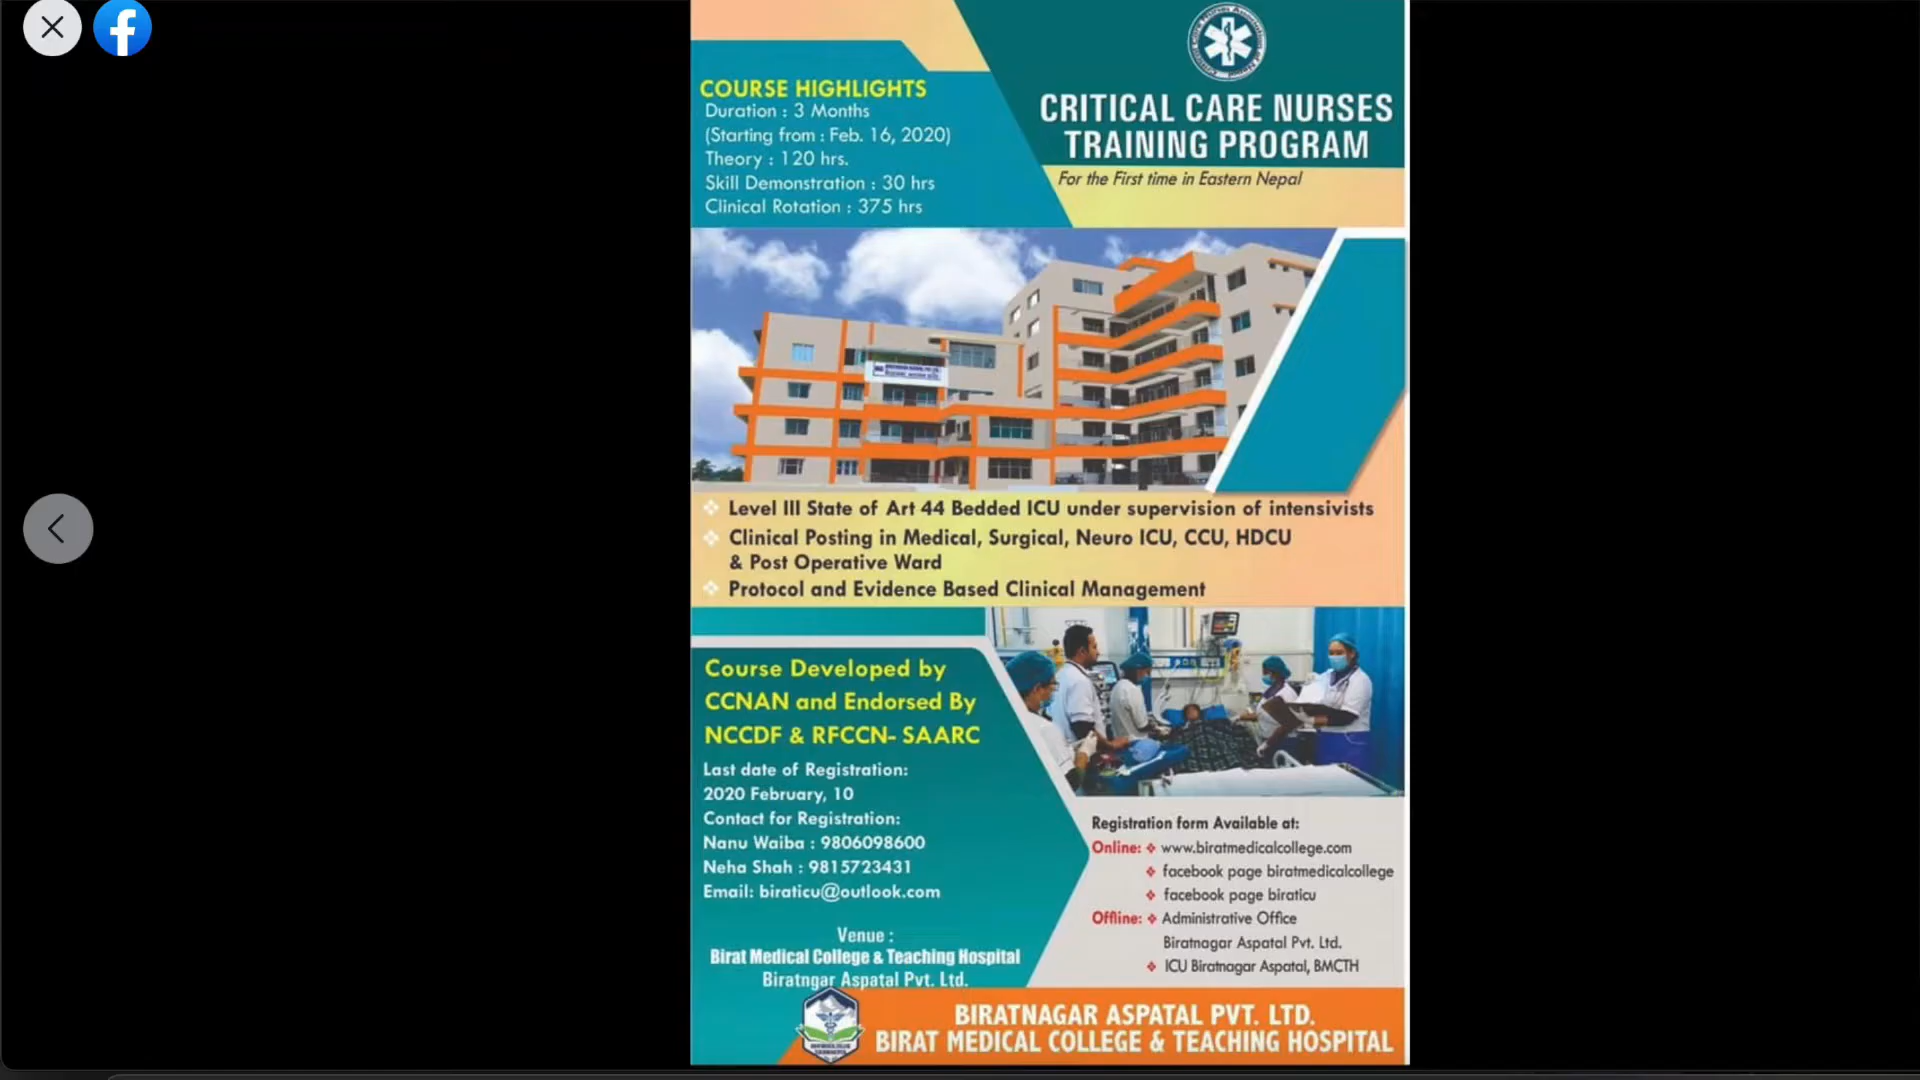 COURSE HIGHLIGHTS
Duration : 3 Months
(Starting from : Feb. 16, 2020)
Theory : 120 hrs.
Skill Demonstration : 30 hrs
Clinical Rotation : 375 hrs
CRITICAL CARE NURSES
TRAINING PROGRAM
For the First time in Eastern Nepal
Level III State of Art 44 Bedded ICU under supervision of intensivists
Clinical Posting in Medical, Surgical, Neuro ICU, CCU, HDCU
& Post Operative Ward
Protocol and Evidence Based Clinical Management
Course Developed by
CCNAN and Endorsed By
NCCDF & RFCCN- SAARC
Last date of Registration:
2020 February, 10
Contact for Registration:
Nanu Waiba : 9806098600
Neha Shah : 9815723431
Email: biraticu@outlook.com
Venue :
Birat Medical College & Teaching Hospital
Biratngar Aspatal Pvt. Ltd.
Registration form Available at:
Online: www.biratmedicalcollege.com
facebook page biratmedicalcollege
facebook page biraticu
Offline: Administrative Office
Biratnagar Aspatal Pvt. Ltd.
ICU Biratnagar Aspatal, BMCTH
BIRATNAGAR ASPATAL PVT. LTD.
BIRAT MEDICAL COLLEGE & TEACHING HOSPITAL